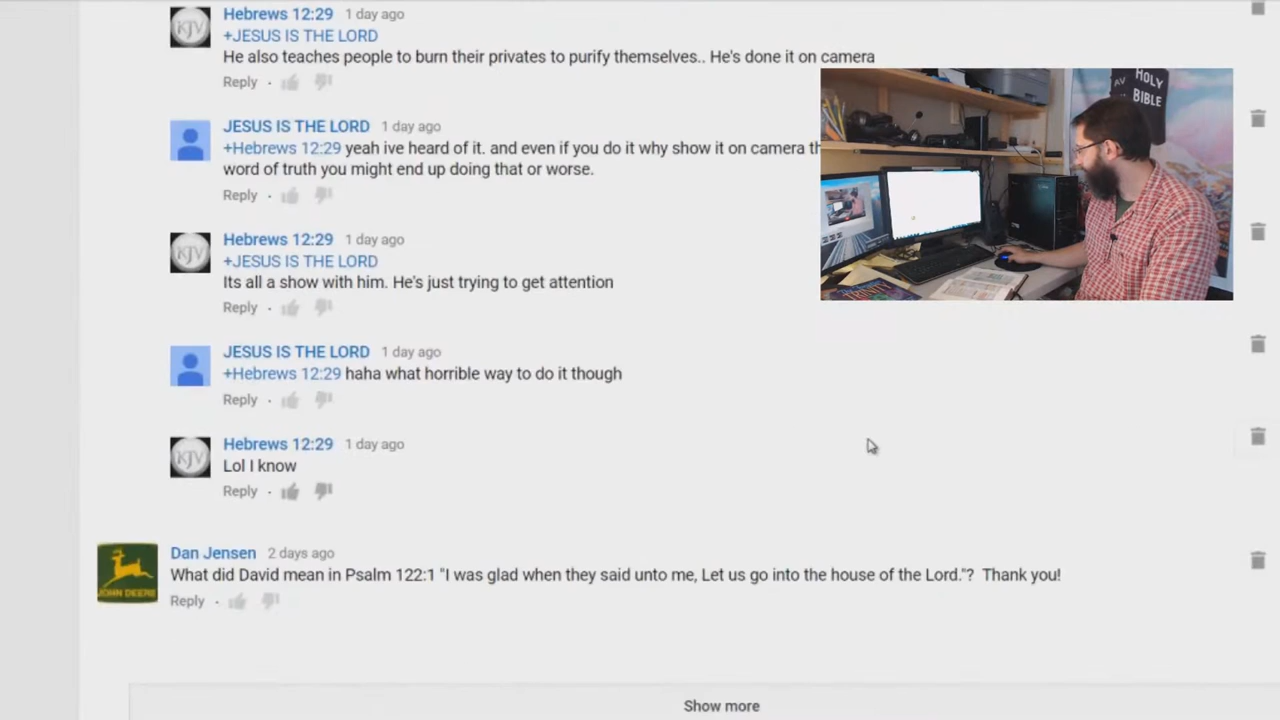 Hebrews 12:29 1 day ago
+JESUS IS THE LORD
He also teaches people to burn their privates to purify themselves.. He's done it on camera
Reply
JESUS IS THE LORD 1 day ago
+Hebrews 12:29 yeah ive heard of it. and even if you do it why show it on camera th
word of truth you might end up doing that or worse.
Reply
AV
HOLY
BIBLE
KJV
Hebrews 12:29 1 day ago
+JESUS IS THE LORD
Its all a show with him. He's just trying to get attention
Reply
JESUS IS THE LORD 1 day ago
+Hebrews 12:29 haha what horrible way to do it though
Reply
KJV
Hebrews 12:29 1 day ago
Lol I know
Reply
JOHN DEERE
Dan Jensen 2 days ago
What did David mean in Psalm 122:1 "I was glad when they said unto me, Let us go into the house of the Lord."? Thank you!
Reply
Show more